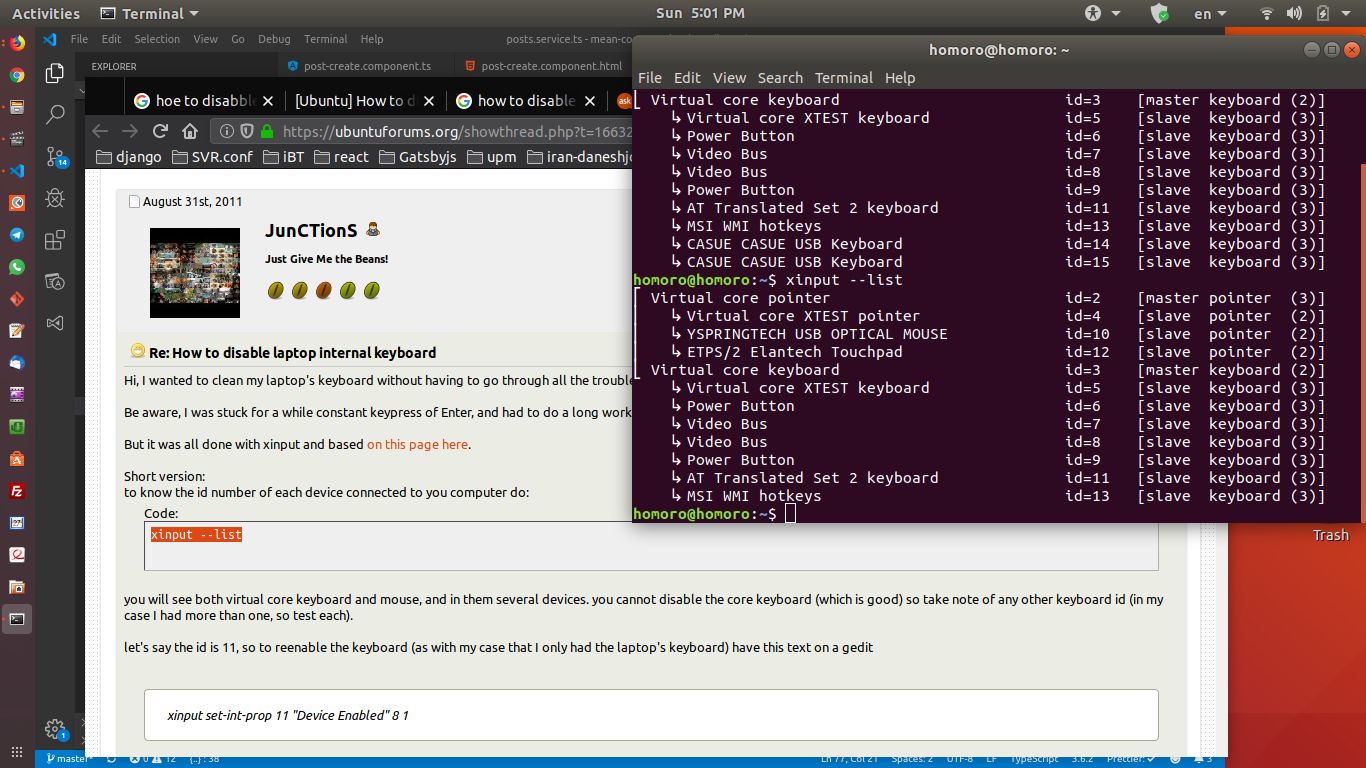 Activities Terminal Sun 5:01 PM en
File Edit Selection View Go Debug Terminal Help posts.service.ts - mean-co
EXPLORER post-create.component.ts post-create.component.html
hoe to disabble [Ubuntu] How to d how to disable ask
https://ubuntuforums.org/showthread.php?t=16632
django SVR.conf iBT react Gatsbyjs upm iran-daneshjo
August 31st, 2011
JunCTionS
Just Give Me the Beans!
Re: How to disable laptop internal keyboard
Hi, I wanted to clean my laptop's keyboard without having to go through all the trouble
Be aware, I was stuck for a while constant keypress of Enter, and had to do a long work
But it was all done with xinput and based on this page here.
Short version:
to know the id number of each device connected to you computer do:
Code:
xinput --list
you will see both virtual core keyboard and mouse, and in them several devices. you cannot disable the core keyboard (which is good) so take note of any other keyboard id (in my
case I had more than one, so test each).
let's say the id is 11, so to reenable the keyboard (as with my case that I only had the laptop's keyboard) have this text on a gedit
xinput set-int-prop 11 "Device Enabled" 8 1
homoro@homoro: ~
File Edit View Search Terminal Help
⎣ Virtual core keyboard id=3 [master keyboard (2)]
↳ Virtual core XTEST keyboard id=5 [slave keyboard (3)]
↳ Power Button id=6 [slave keyboard (3)]
↳ Video Bus id=7 [slave keyboard (3)]
↳ Video Bus id=8 [slave keyboard (3)]
↳ Power Button id=9 [slave keyboard (3)]
↳ AT Translated Set 2 keyboard id=11 [slave keyboard (3)]
↳ MSI WMI hotkeys id=13 [slave keyboard (3)]
↳ CASUE CASUE USB Keyboard id=14 [slave keyboard (3)]
↳ CASUE CASUE USB Keyboard id=15 [slave keyboard (3)]
homoro@homoro:~$ xinput --list
⎡ Virtual core pointer id=2 [master pointer (3)]
⎜ ↳ Virtual core XTEST pointer id=4 [slave pointer (2)]
⎜ ↳ YSPRINGTECH USB OPTICAL MOUSE id=10 [slave pointer (2)]
⎜ ↳ ETPS/2 Elantech Touchpad id=12 [slave pointer (2)]
⎣ Virtual core keyboard id=3 [master keyboard (2)]
↳ Virtual core XTEST keyboard id=5 [slave keyboard (3)]
↳ Power Button id=6 [slave keyboard (3)]
↳ Video Bus id=7 [slave keyboard (3)]
↳ Video Bus id=8 [slave keyboard (3)]
↳ Power Button id=9 [slave keyboard (3)]
↳ AT Translated Set 2 keyboard id=11 [slave keyboard (3)]
↳ MSI WMI hotkeys id=13 [slave keyboard (3)]
homoro@homoro:~$
Trash
14
1
master* 0 12 {..} : 38 Ln 77, Col 21 Spaces: 2 UTF-8 LF TypeScript 3.6.2 Prettier: ✓ 3